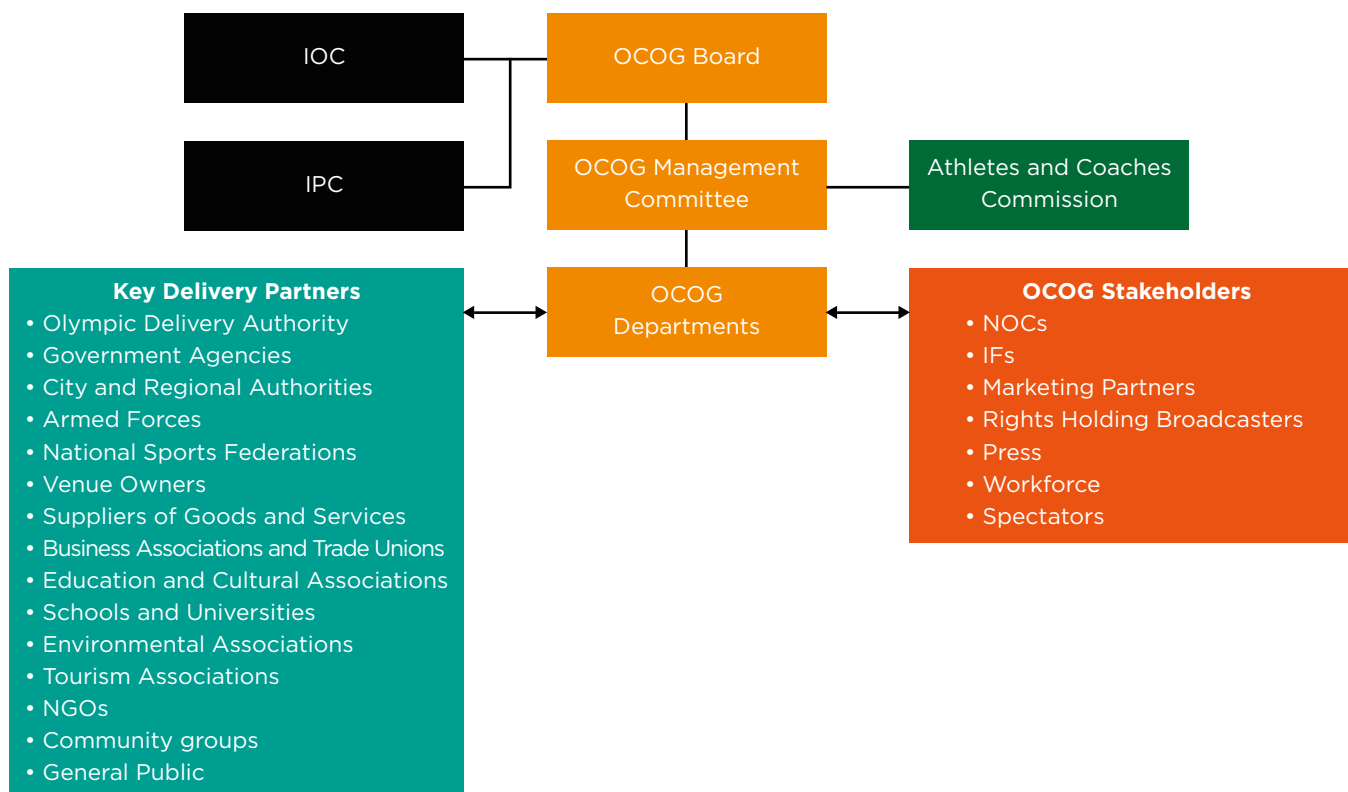 IOC
OCOG Board
IPC
OCOG Management
Committee
Athletes and Coaches
Commission
Key Delivery Partners
• Olympic Delivery Authority
• Government Agencies
• City and Regional Authorities
• Armed Forces
• National Sports Federations
• Venue Owners
• Suppliers of Goods and Services
• Business Associations and Trade Unions
• Education and Cultural Associations
• Schools and Universities
• Environmental Associations
• Tourism Associations
• NGOs
• Community groups
• General Public
OCOG
Departments
OCOG Stakeholders
• NOCs
• IFs
• Marketing Partners
• Rights Holding Broadcasters
• Press
• Workforce
• Spectators